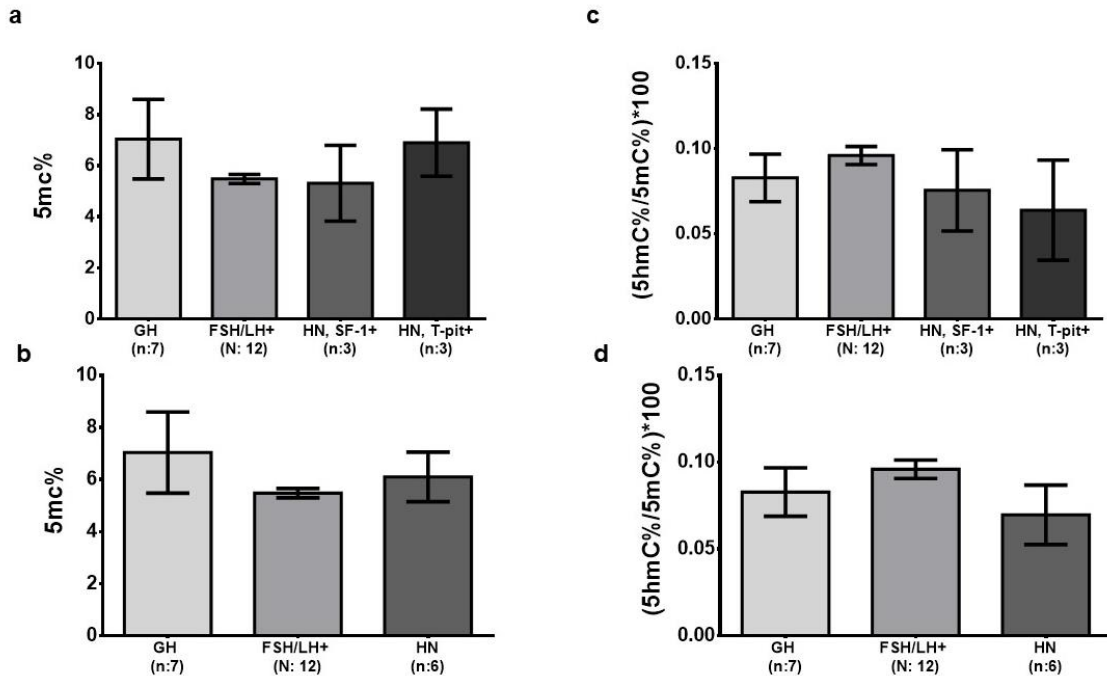 a
10
8
6
4
2
0
5mc%
GH
(n:7)
FSH/LH+
(N: 12)
HN, SF-1+
(n:3)
HN, T-pit+
(n:3)
c
0.15
0.10
0.05
0.00
(5hmC%/5mC%)*100
GH
(n:7)
FSH/LH+
(N: 12)
HN, SF-1+
(n:3)
HN, T-pit+
(n:3)
b
10
8
6
4
2
0
5mc%
GH
(n:7)
FSH/LH+
(N: 12)
HN
(n:6)
d
0.15
0.10
0.05
0.00
(5hmC%/5mC%)*100
GH
(n:7)
FSH/LH+
(N: 12)
HN
(n:6)